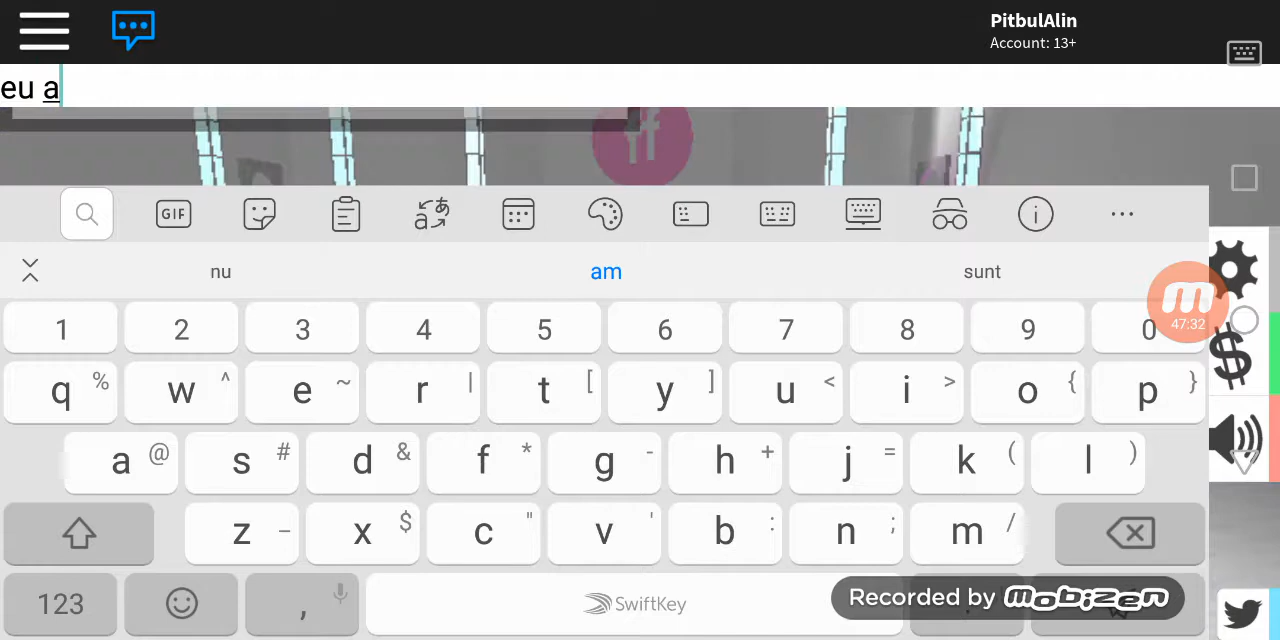 PitbulAlin
Account: 13+
eu a
ff
GIF
nu am sunt
47:32
1 2 3 4 5 6 7 8 9 0
q % w ^ e ~ r | t [ y ] u < i > o { p }
a @ s # d & f * g - h + j = k ( l )
z _ x $ c " v ' b : n ; m /
123 , SwiftKey
Recorded by mobizen